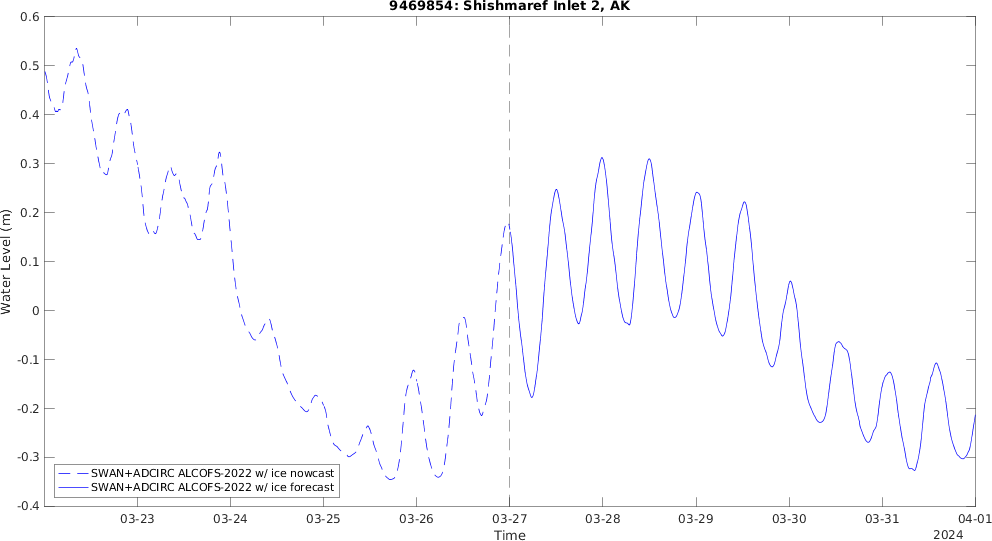 9469854: Shishmaref Inlet 2, AK
0.6
0.5
0.4
0.3
0.2
0.1
0
-0.1
-0.2
-0.3
-0.4
Water Level (m)
SWAN+ADCIRC ALCOFS-2022 w/ ice nowcast
SWAN+ADCIRC ALCOFS-2022 w/ ice forecast
03-23 03-24 03-25 03-26 03-27 03-28 03-29 03-30 03-31 04-01
Time
2024